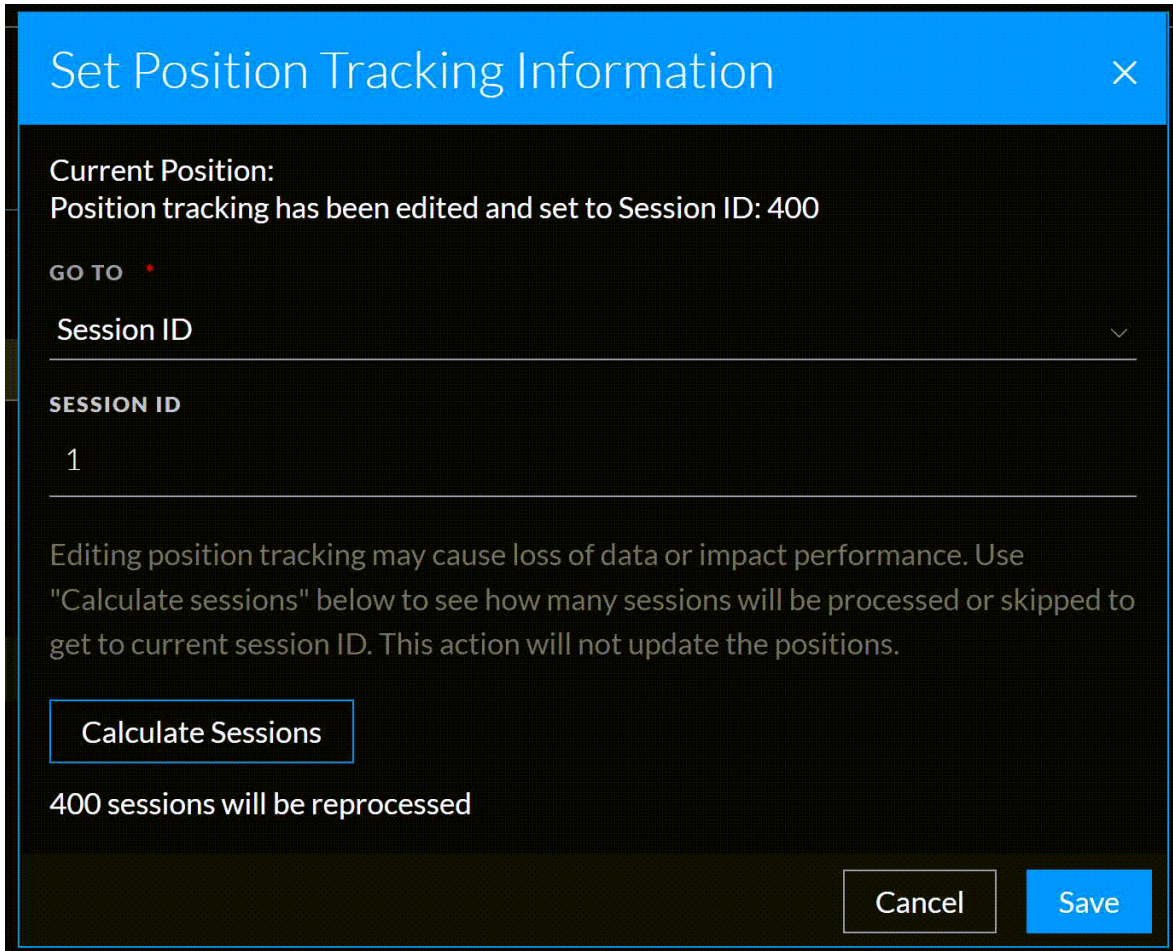 Set Position Tracking Information
Current Position:
Position tracking has been edited and set to Session ID: 400
GO TO *
Session ID
SESSION ID
1
Editing position tracking may cause loss of data or impact performance. Use
"Calculate sessions" below to see how many sessions will be processed or skipped to
get to current session ID. This action will not update the positions.
Calculate Sessions
400 sessions will be reprocessed
Cancel Save